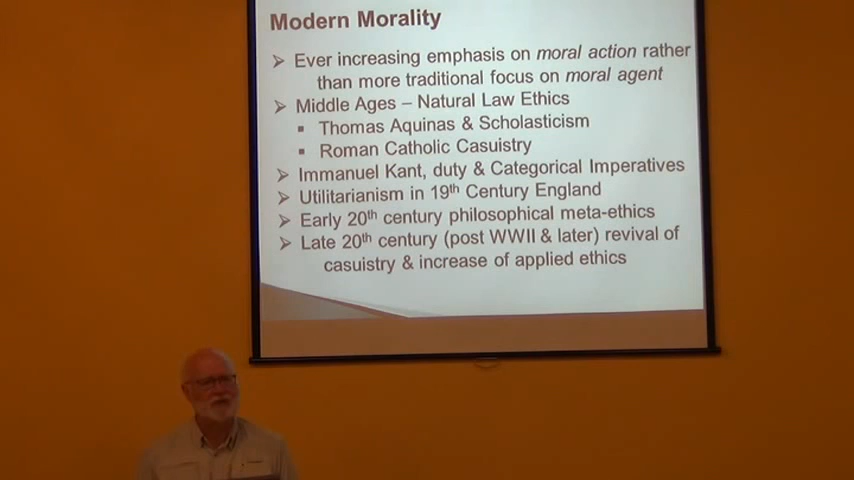 Modern Morality
➢ Ever increasing emphasis on moral action rather
than more traditional focus on moral agent
➢ Middle Ages – Natural Law Ethics
▪ Thomas Aquinas & Scholasticism
▪ Roman Catholic Casuistry
➢ Immanuel Kant, duty & Categorical Imperatives
➢ Utilitarianism in 19th Century England
➢ Early 20th century philosophical meta-ethics
➢ Late 20th century (post WWII & later) revival of
casuistry & increase of applied ethics